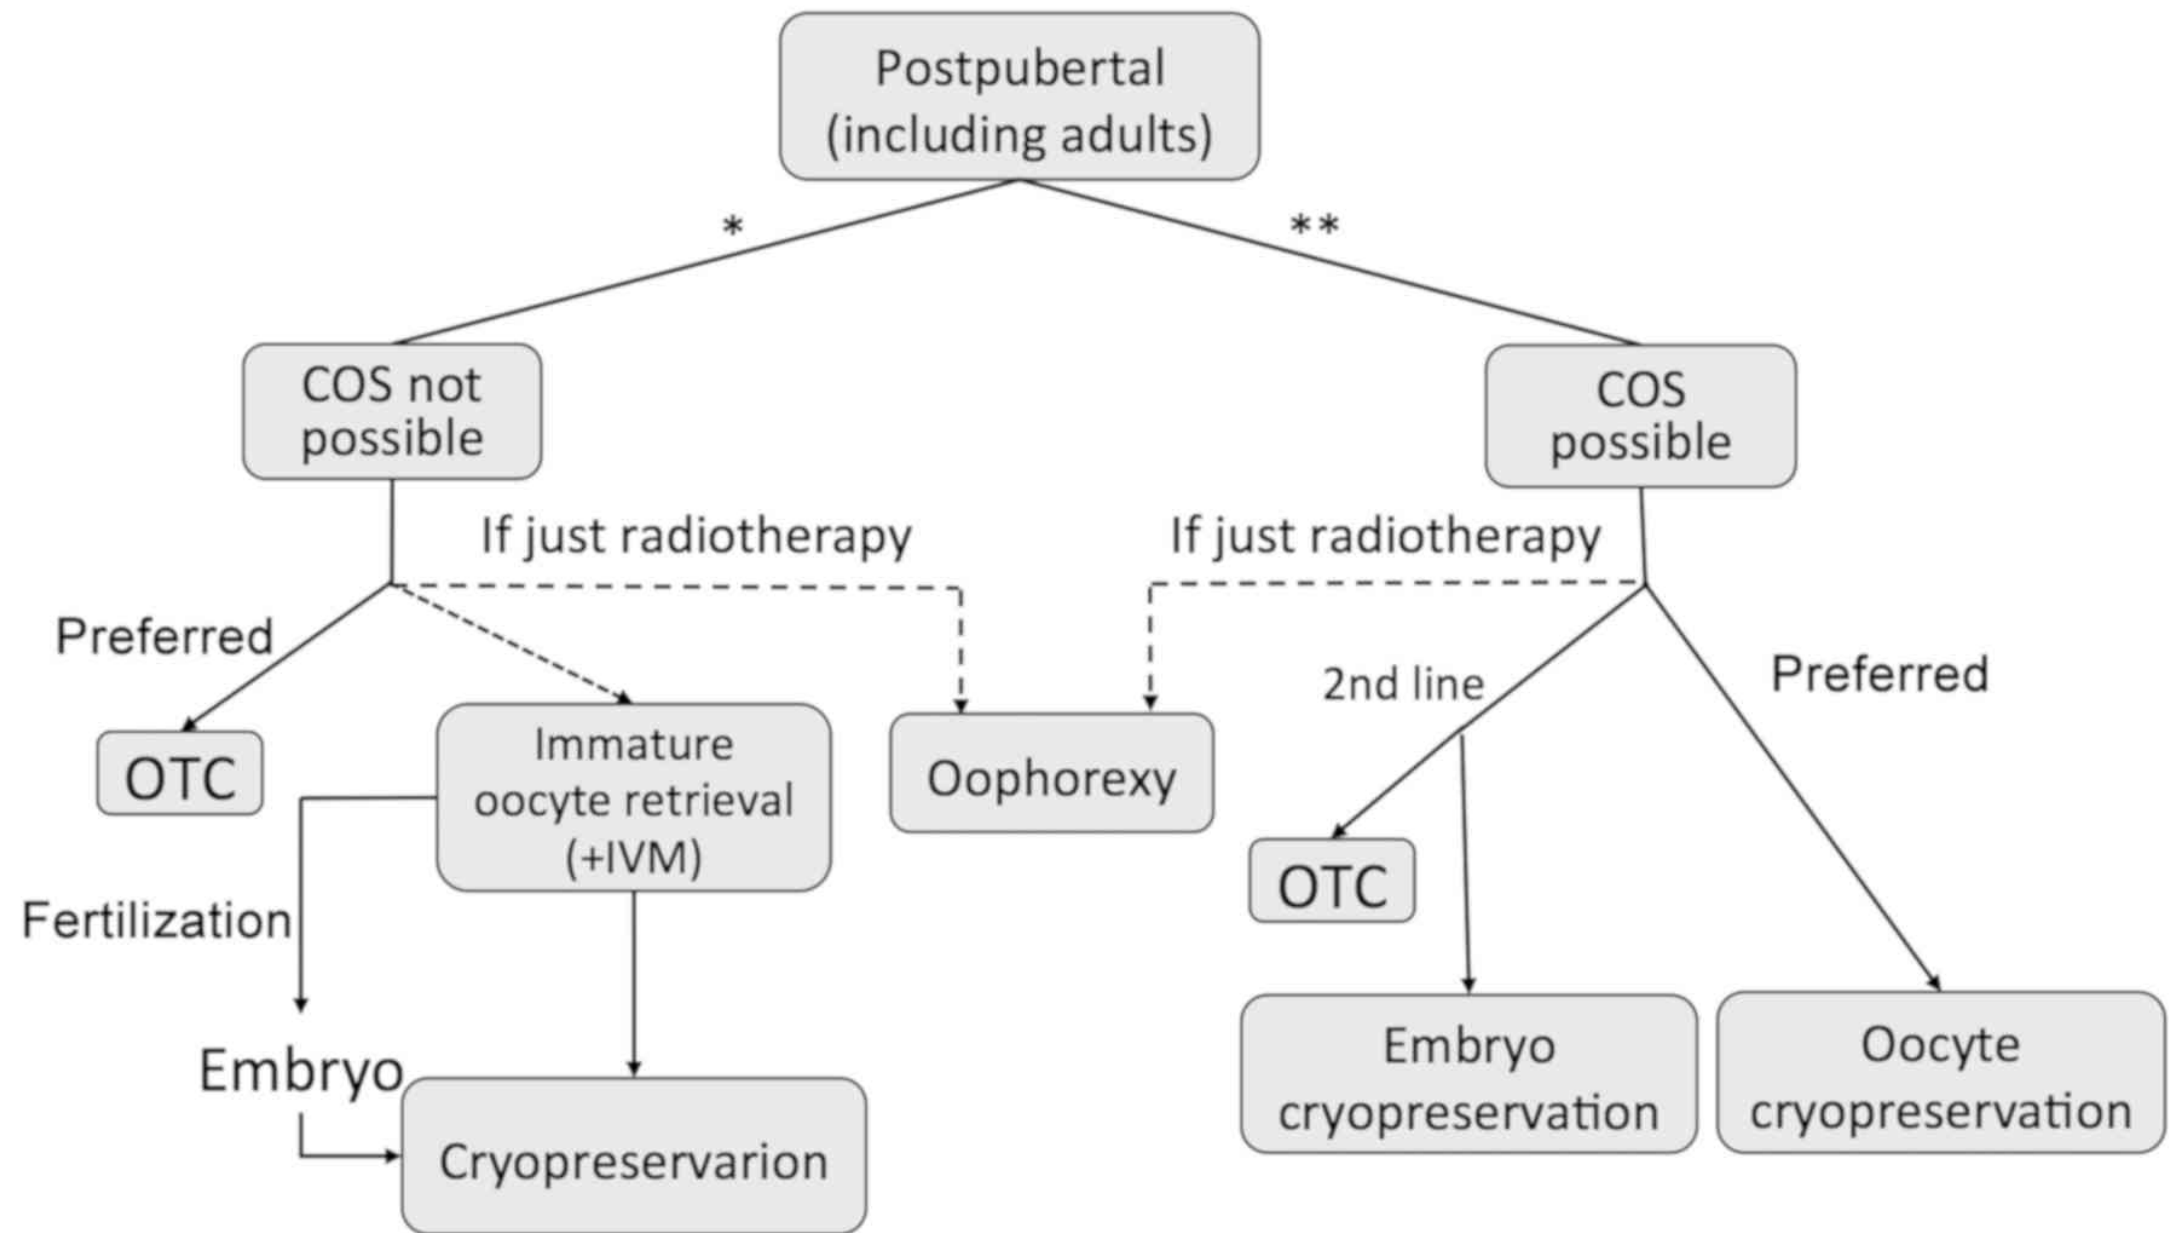 Postpubertal
(including adults)
*
**
COS not
possible
COS
possible
If just radiotherapy
If just radiotherapy
Preferred
2nd line
Preferred
OTC
Immature
oocyte retrieval
(+IVM)
Oophorexy
OTC
Fertilization
Embryo
Cryopreservarion
Embryo
cryopreservation
Oocyte
cryopreservation